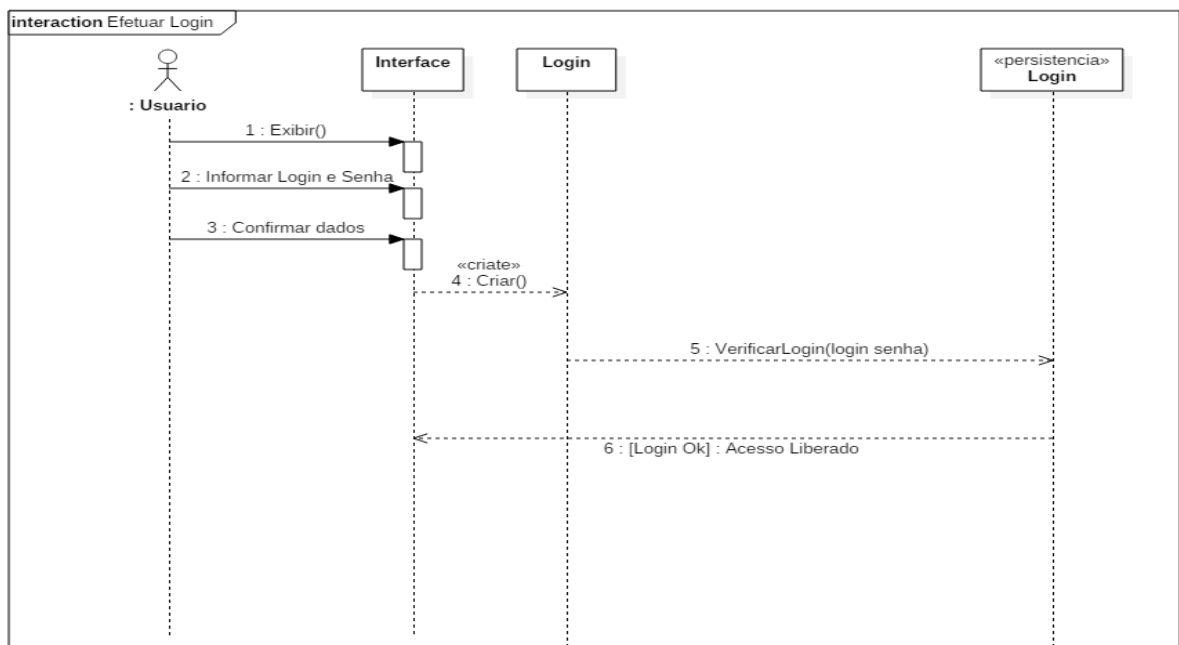 interaction Efetuar Login
: Usuario
Interface
Login
«persistencia»
Login
1 : Exibir()
2 : Informar Login e Senha
3 : Confirmar dados
«criate»
4 : Criar()
5 : VerificarLogin(login senha)
6 : [Login Ok] : Acesso Liberado